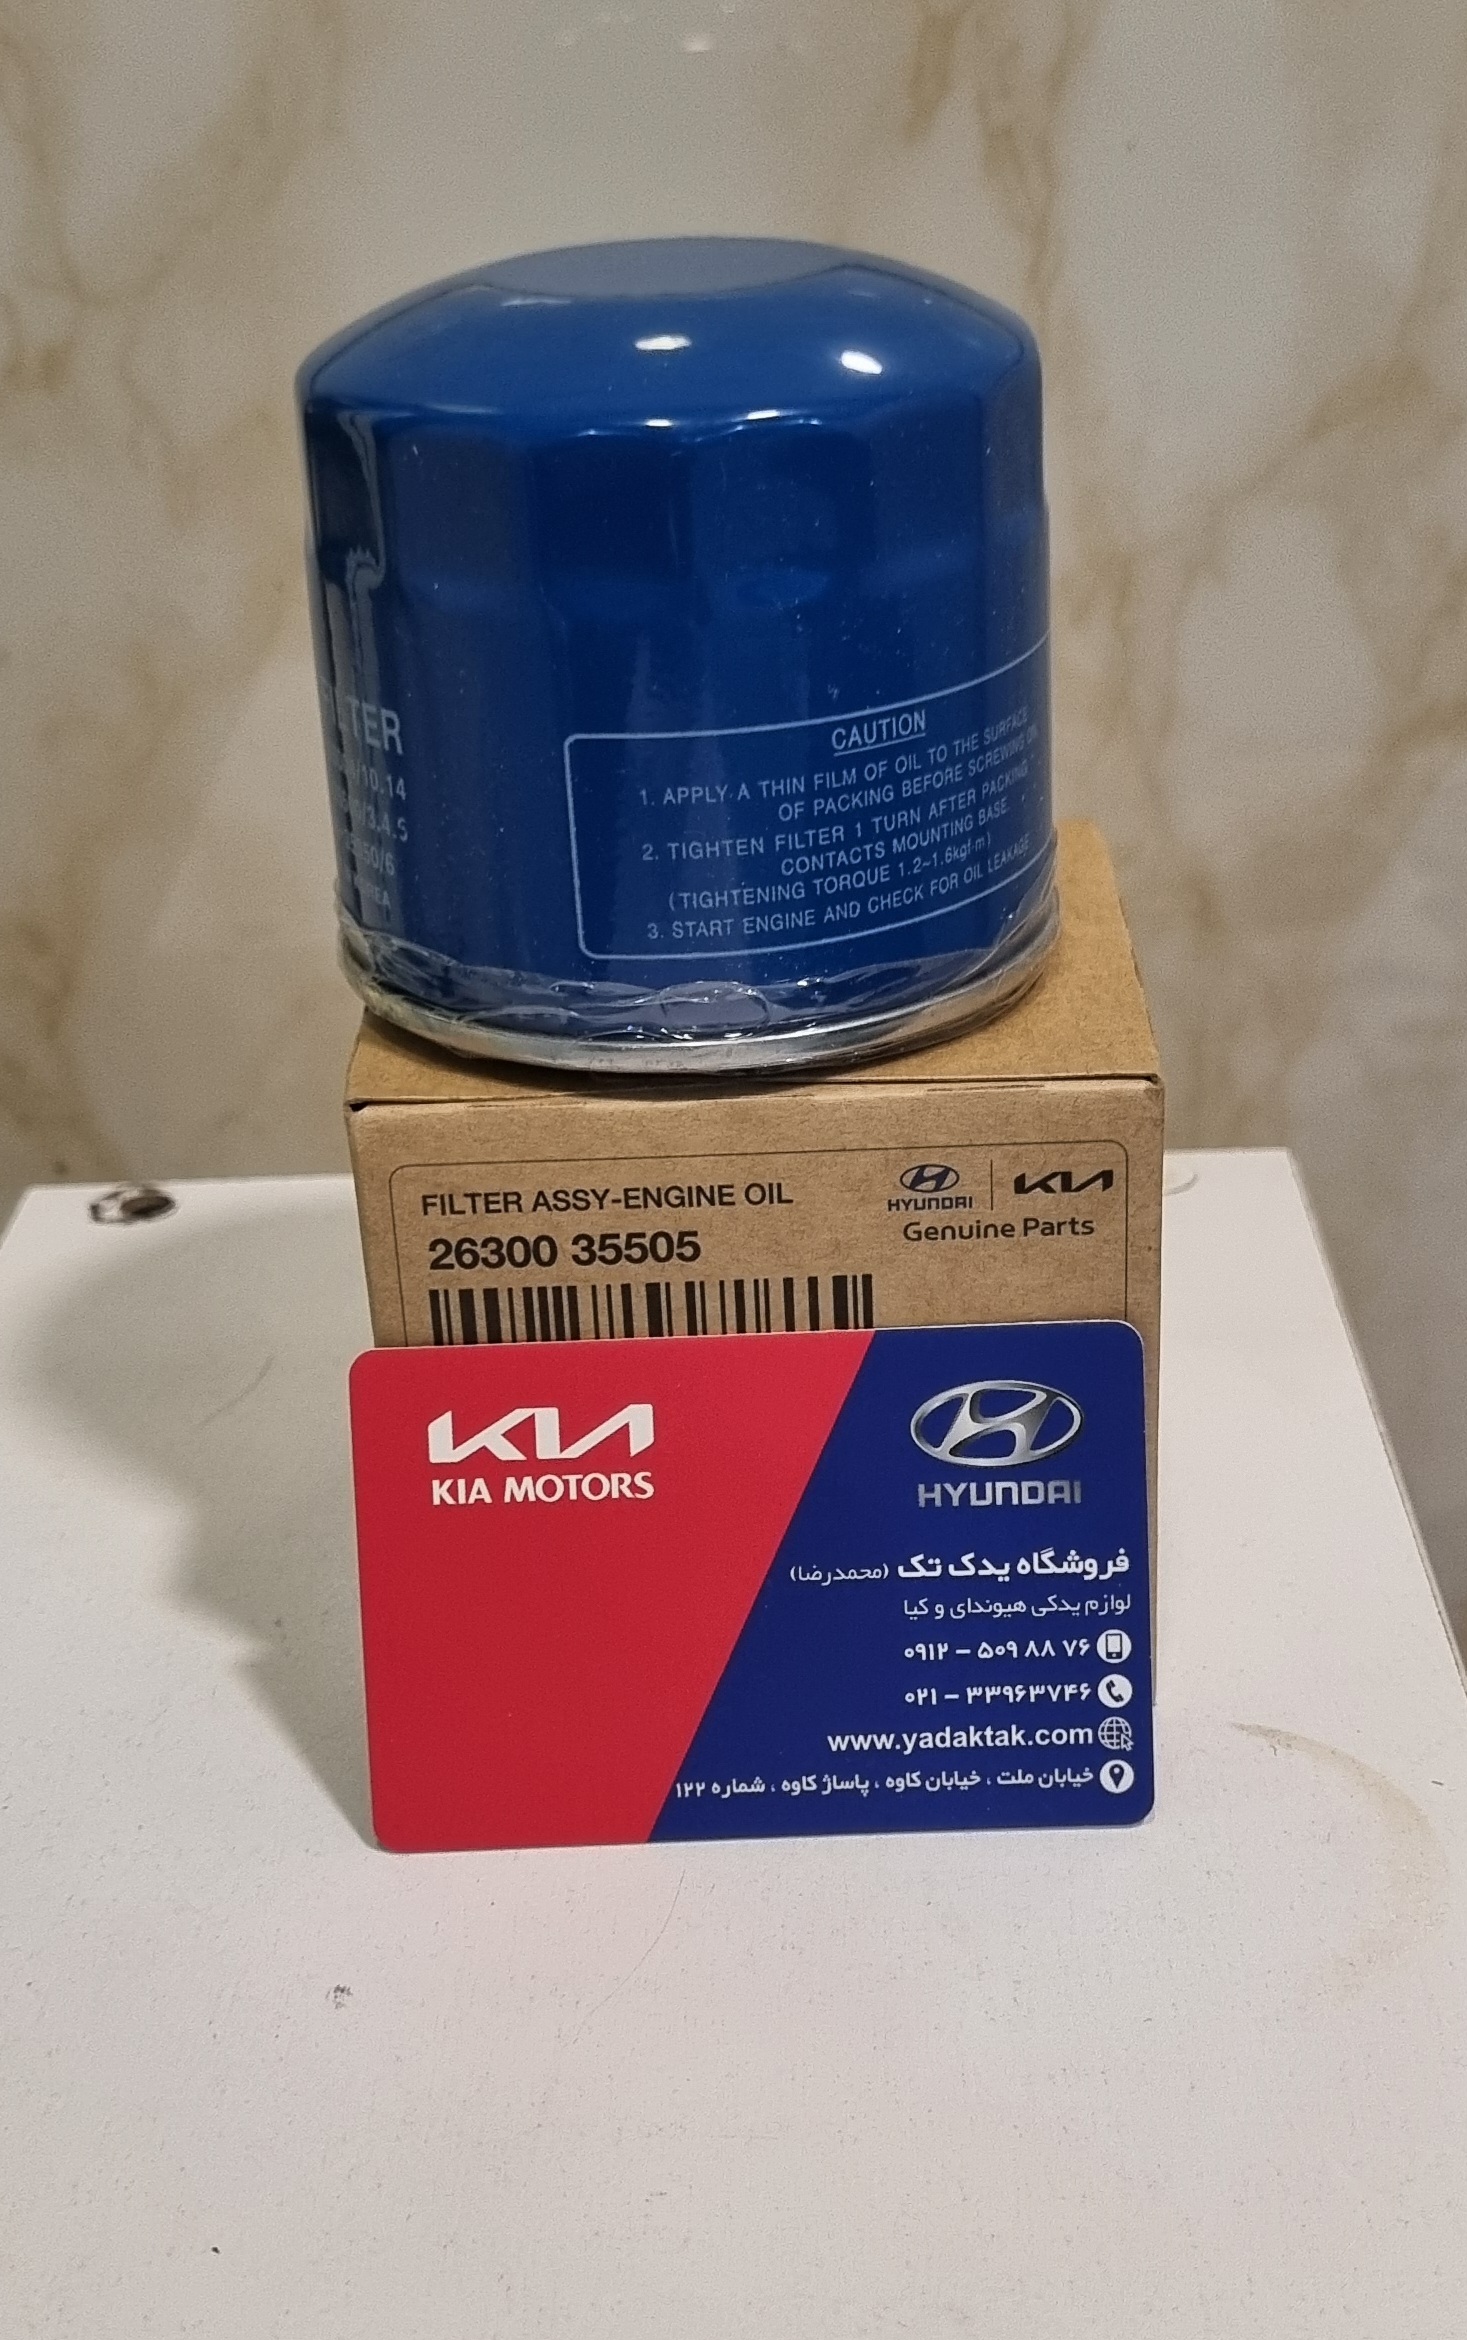 CAUTION
1. APPLY A THIN FILM OF OIL TO THE SURFACE
OF PACKING BEFORE SCREWING ON
2. TIGHTEN FILTER 1 TURN AFTER PACKING
CONTACTS MOUNTING BASE.
(TIGHTENING TORQUE 1.2~1.6kgf·m)
3. START ENGINE AND CHECK FOR OIL LEAKAGE
FILTER ASSY-ENGINE OIL
26300 35505
HYUNDAI
KIA
Genuine Parts
KIA
KIA MOTORS
HYUNDAI
فروشگاه یدک تک (محمدرضا)
لوازم یدکی هیوندای و کیا
۰۹۱۲ – ۵۰۹ ۸۸ ۷۶
۰۲۱ – ۳۳۹۶۳۷۴۶
www.yadaktak.com
خیابان ملت ، خیابان کاوه ، پاساژ کاوه ، شماره ۱۲۲